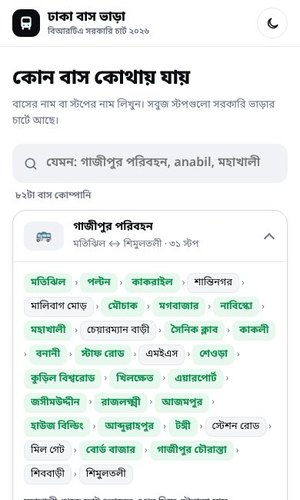 ঢাকা বাস ভাড়া
বিআরটিএ সরকারি চার্ট ২০২৬
কোন বাস কোথায় যায়
বাসের নাম বা স্টপের নাম লিখুন। সবুজ স্টপগুলো সরকারি ভাড়ার
চার্টে আছে।
যেমন: গাজীপুর পরিবহন, anabil, মহাখালী
৮২টা বাস কোম্পানি
গাজীপুর পরিবহন
মতিঝিল ↔ শিমুলতলী · ৩১ স্টপ
মতিঝিল › পল্টন › কাকরাইল › শান্তিনগর ›
মালিবাগ মোড় › মৌচাক › মগবাজার › নাবিস্কো ›
মহাখালী › চেয়ারম্যান বাড়ী › সৈনিক ক্লাব › কাকলী
› বনানী › স্টাফ রোড › এমইএস › শেওড়া ›
কুড়িল বিশ্বরোড › খিলক্ষেত › এয়ারপোর্ট ›
জসীমউদ্দীন › রাজলক্ষ্মী › আজমপুর ›
হাউজ বিল্ডিং › আব্দুল্লাহপুর › টঙ্গী › স্টেশন রোড ›
মিল গেট › বোর্ড বাজার › গাজীপুর চৌরাস্তা ›
শিববাড়ী › শিমুলতলী